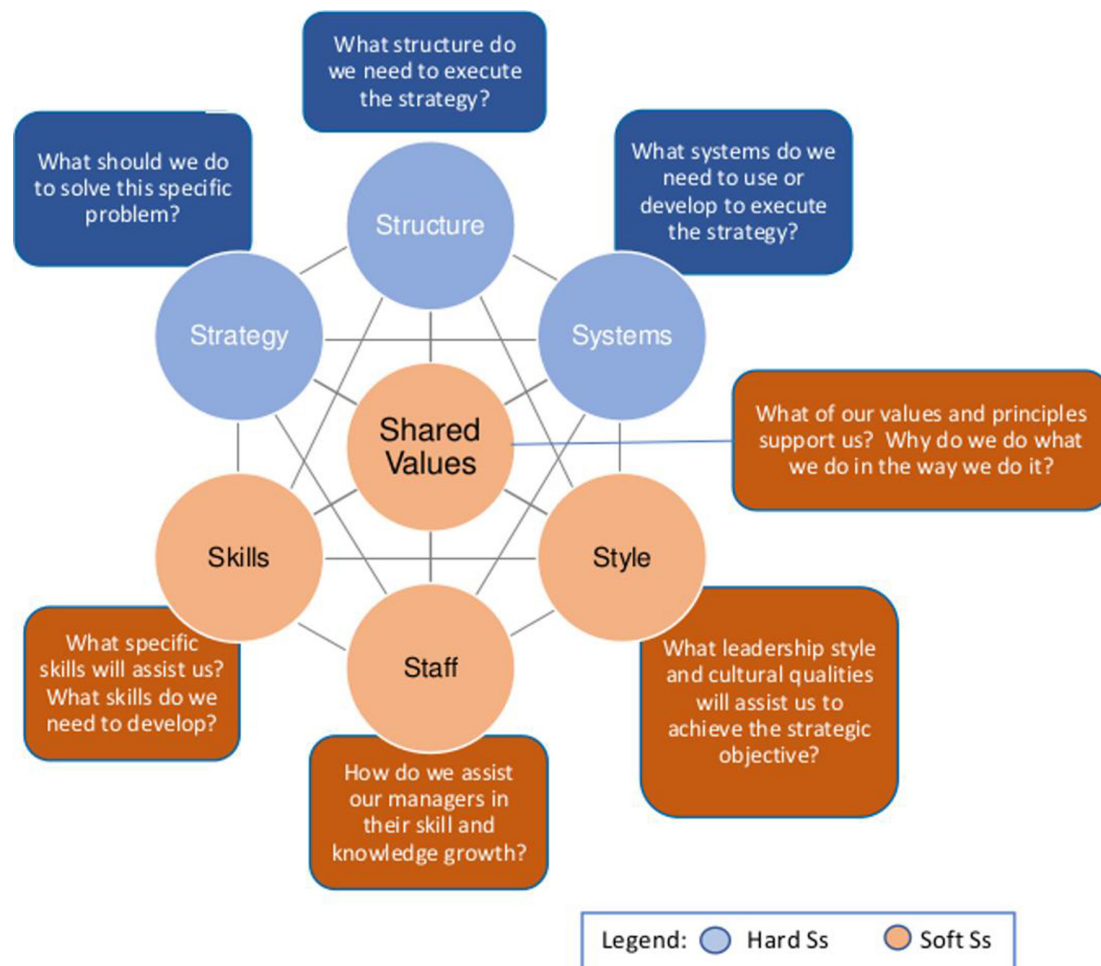 What structure do
we need to execute
the strategy?
What should we do
to solve this specific
problem?
What systems do we
need to use or
develop to execute
the strategy?
Structure
Strategy
Systems
Shared
Values
What of our values and principles
support us?  Why do we do what
we do in the way we do it?
Skills
Style
Staff
What specific
skills will assist us?
What skills do we
need to develop?
What leadership style
and cultural qualities
will assist us to
achieve the strategic
objective?
How do we assist
our managers in
their skill and
knowledge growth?
Legend: Hard Ss Soft Ss